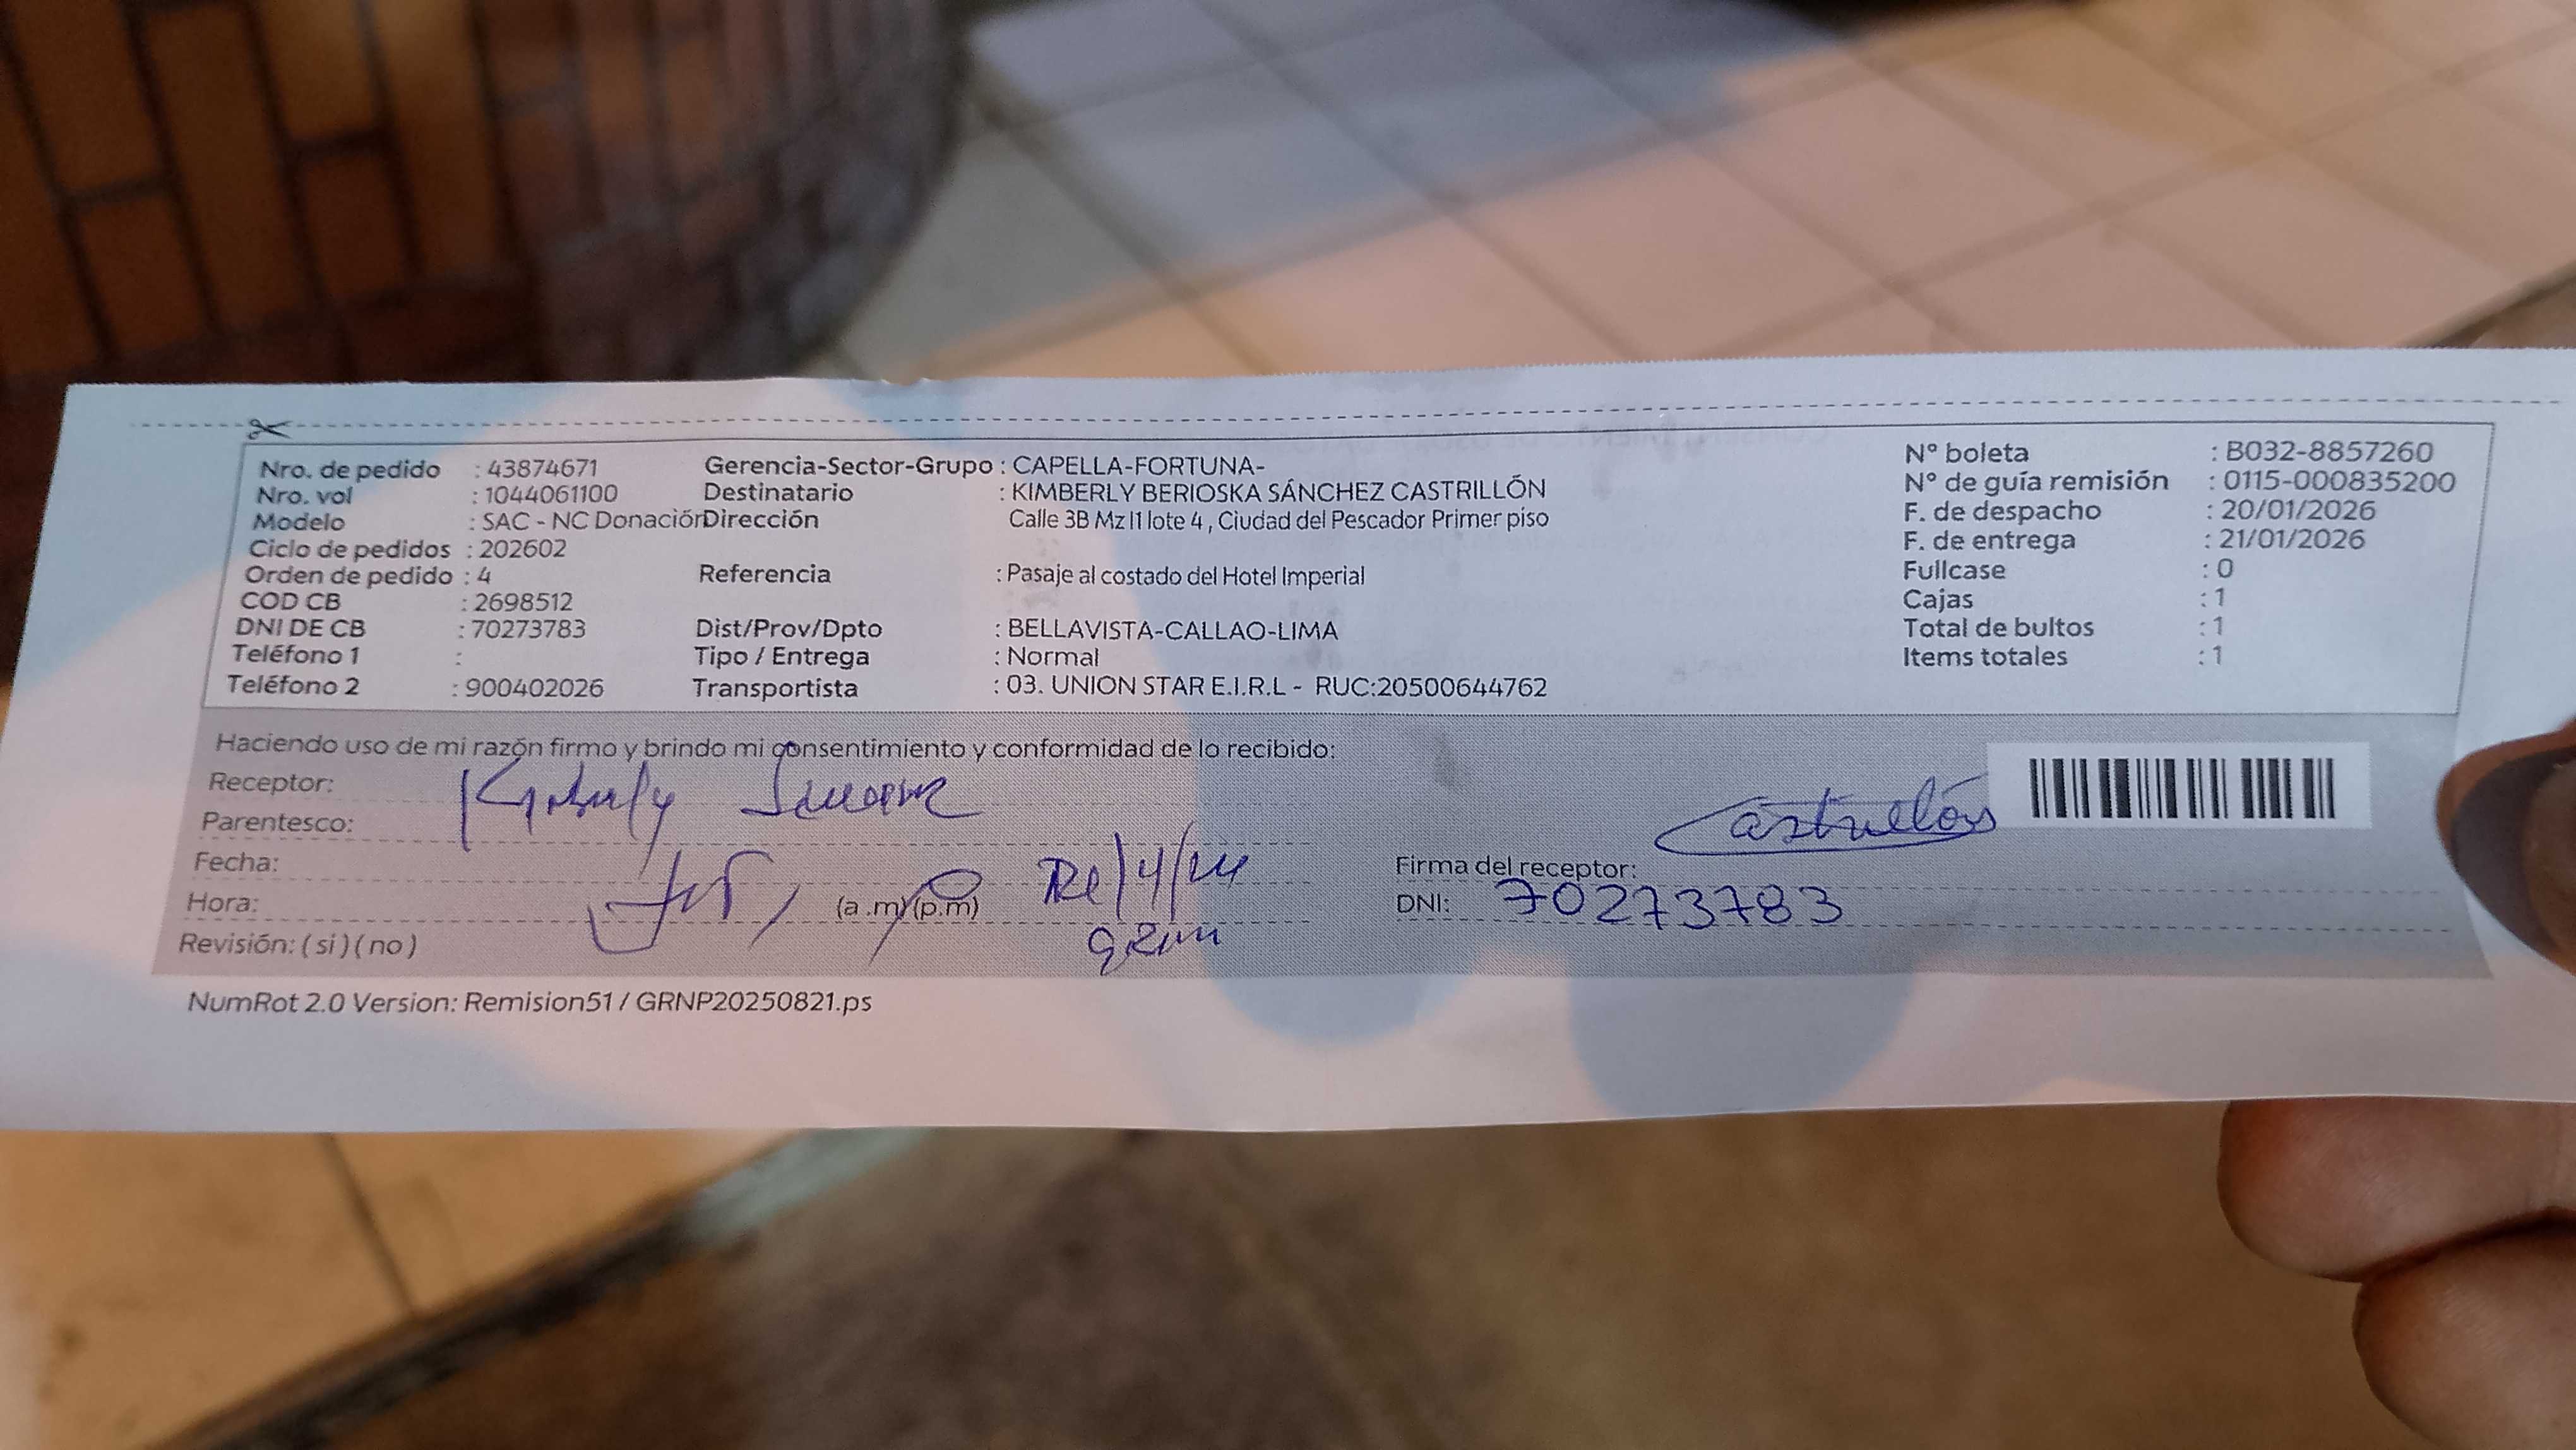 Nro. de pedido : 43874671
Nro. vol : 1044061100
Modelo : SAC - NC Donación
Ciclo de pedidos : 202602
Orden de pedido : 4
COD CB : 2698512
DNI DE CB : 70273783
Teléfono 1 :
Teléfono 2 : 900402026
Gerencia-Sector-Grupo : CAPELLA-FORTUNA-
Destinatario : KIMBERLY BERIOSKA SÁNCHEZ CASTRILLÓN
Dirección Calle 3B Mz I1 lote 4 , Ciudad del Pescador Primer piso
Referencia : Pasaje al costado del Hotel Imperial
Dist/Prov/Dpto : BELLAVISTA-CALLAO-LIMA
Tipo / Entrega : Normal
Transportista : 03. UNION STAR E.I.R.L - RUC:20500644762
N° boleta : B032-8857260
N° de guía remisión : 0115-000835200
F. de despacho : 20/01/2026
F. de entrega : 21/01/2026
Fullcase : 0
Cajas : 1
Total de bultos : 1
Items totales : 1
Haciendo uso de mi razón firmo y brindo mi consentimiento y conformidad de lo recibido:
Receptor:
Parentesco:
Fecha:
Hora: (a .m)/(p.m)
Revisión: ( si ) ( no )
Castrillón
Firma del receptor:
DNI: 70273783
NumRot 2.0 Version: Remision51 / GRNP20250821.ps